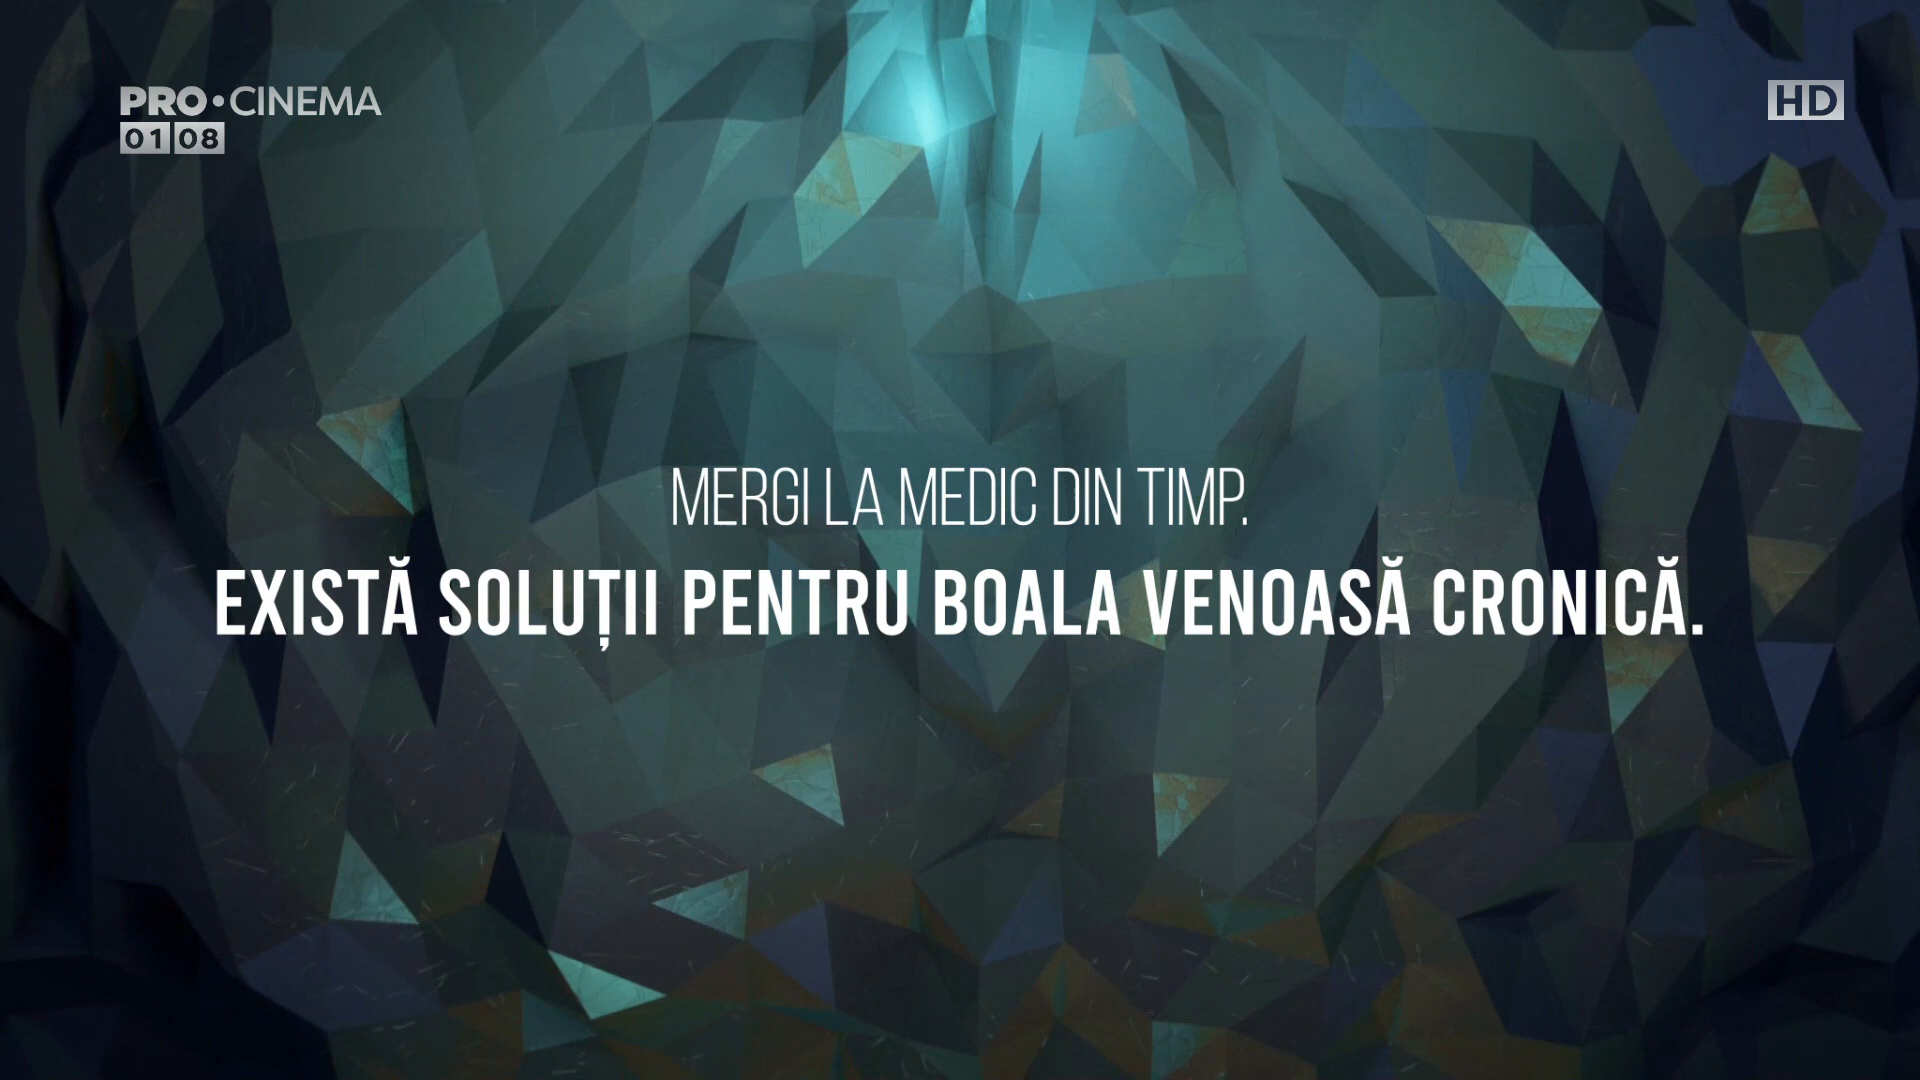 PRO•CINEMA
01 08
HD
MERGI LA MEDIC DIN TIMP.
EXISTĂ SOLUȚII PENTRU BOALA VENOASĂ CRONICĂ.